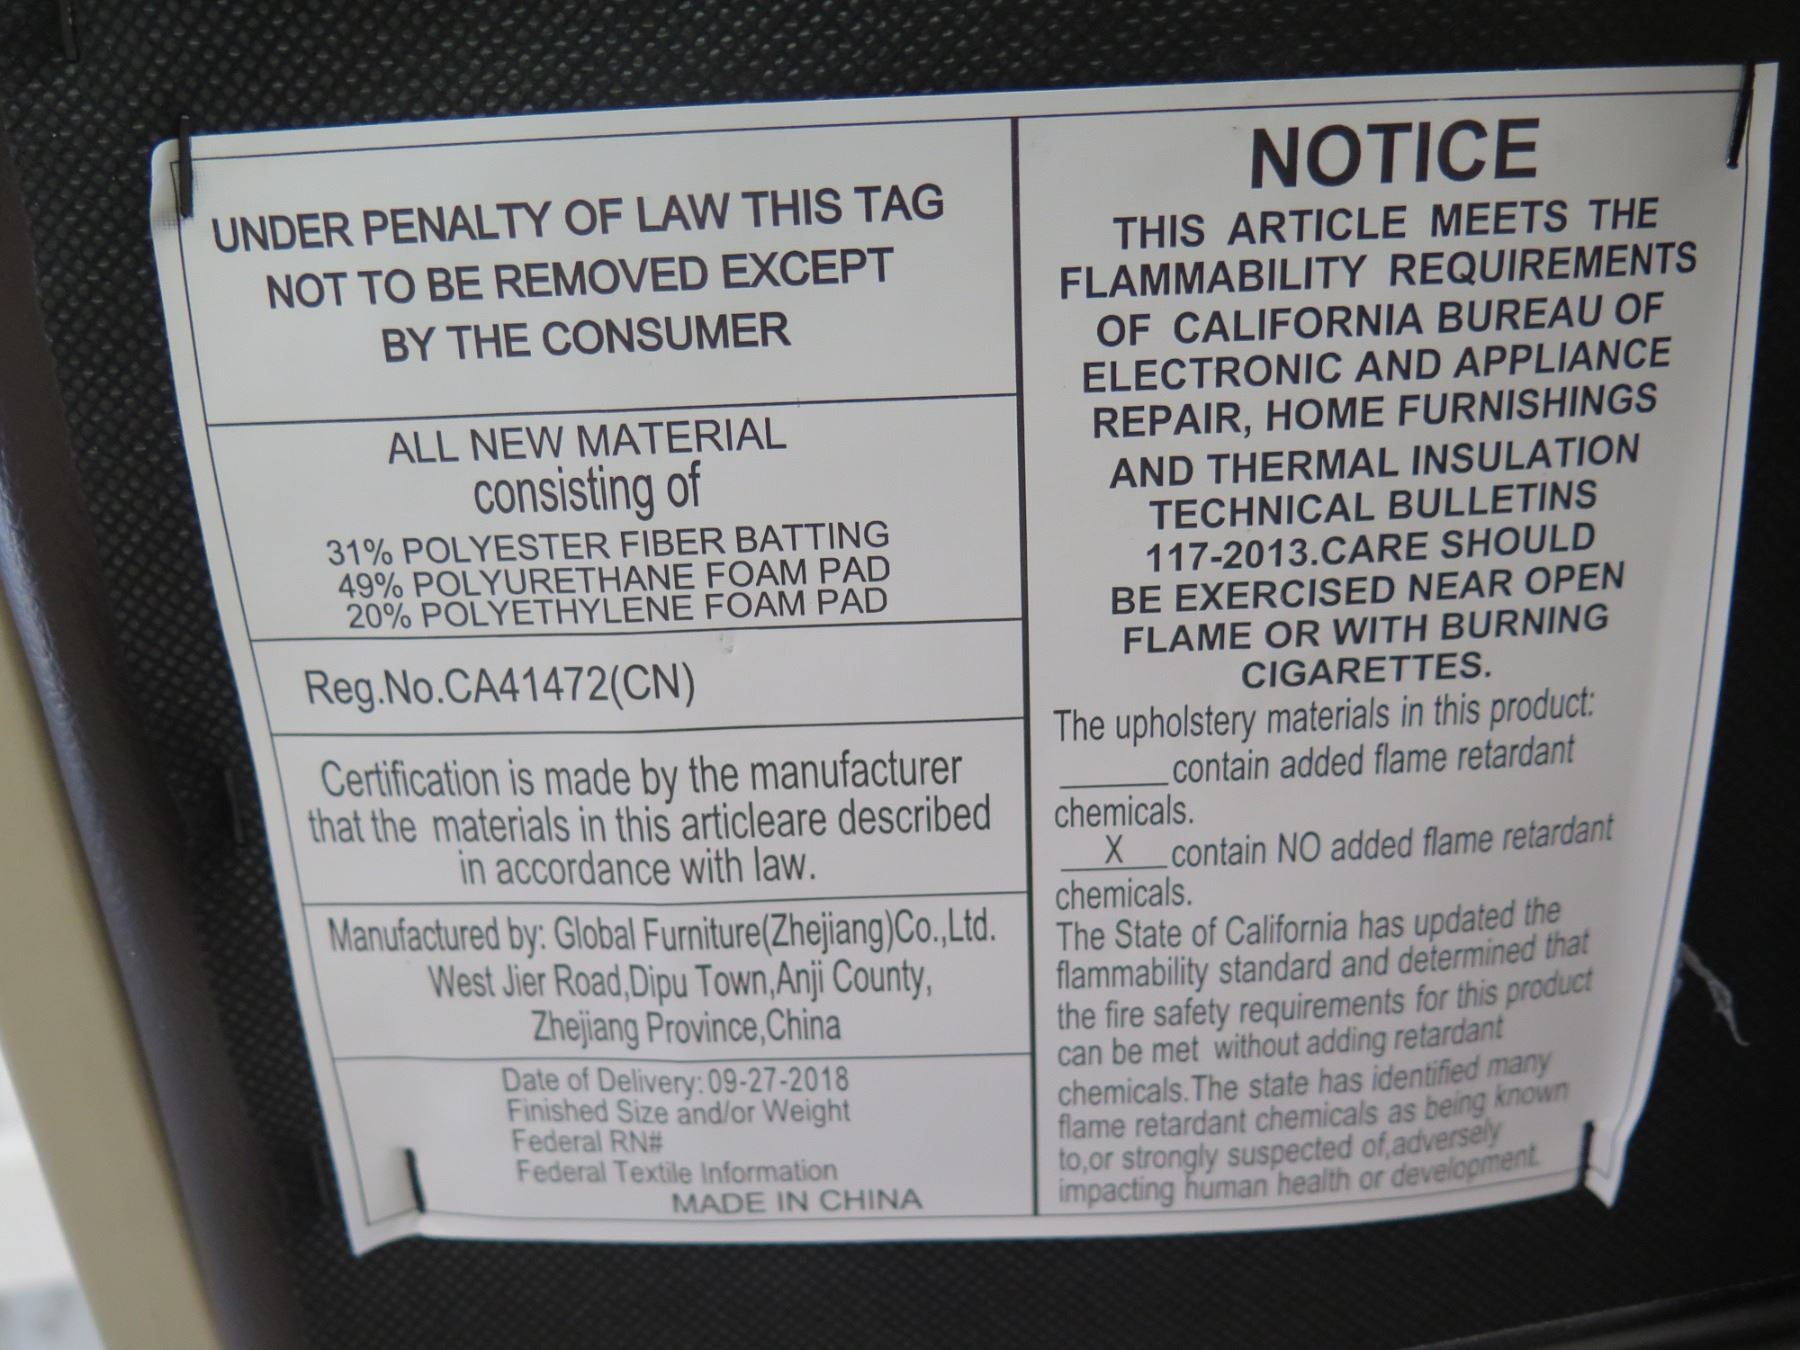 UNDER PENALTY OF LAW THIS TAG
NOT TO BE REMOVED EXCEPT
BY THE CONSUMER
ALL NEW MATERIAL
consisting of
31% POLYESTER FIBER BATTING
49% POLYURETHANE FOAM PAD
20% POLYETHYLENE FOAM PAD
Reg.No.CA41472(CN)
Certification is made by the manufacturer
that the materials in this articleare described
in accordance with law.
Manufactured by: Global Furniture(Zhejiang)Co.,Ltd.
West Jier Road,Dipu Town,Anji County,
Zhejiang Province,China
Date of Delivery:09-27-2018
Finished Size and/or Weight
Federal RN#
Federal Textile Information
MADE IN CHINA
NOTICE
THIS ARTICLE MEETS THE
FLAMMABILITY REQUIREMENTS
OF CALIFORNIA BUREAU OF
ELECTRONIC AND APPLIANCE
REPAIR, HOME FURNISHINGS
AND THERMAL INSULATION
TECHNICAL BULLETINS
117-2013.CARE SHOULD
BE EXERCISED NEAR OPEN
FLAME OR WITH BURNING
CIGARETTES.
The upholstery materials in this product:
______contain added flame retardant
chemicals.
__X__contain NO added flame retardant
chemicals.
The State of California has updated the
flammability standard and determined that
the fire safety requirements for this product
can be met without adding retardant
chemicals.The state has identified many
flame retardant chemicals as being known
to,or strongly suspected of,adversely
impacting human health or development.